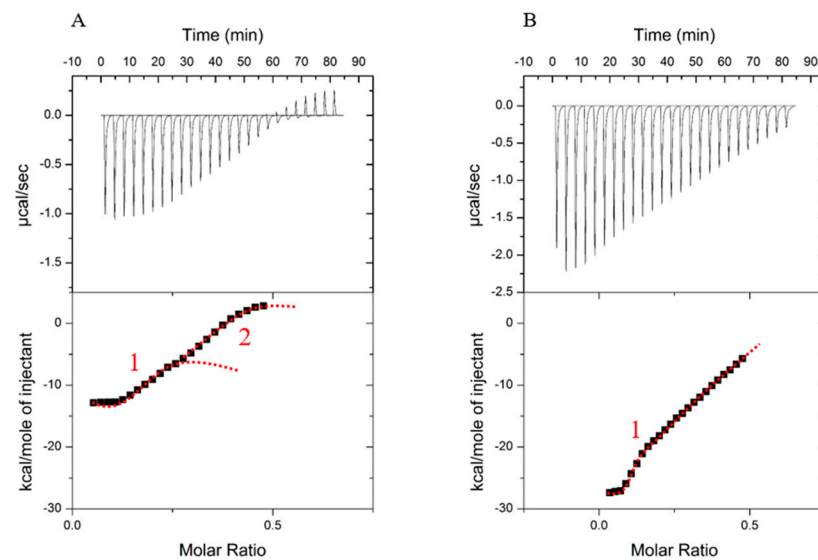 A
Time (min)
-10 0 10 20 30 40 50 60 70 80 90
0.0
-0.5
-1.0
-1.5
µcal/sec
0
-10
-20
-30
kcal/mole of injectant
1
2
0.0 0.5
Molar Ratio
B
Time (min)
-10 0 10 20 30 40 50 60 70 80 90
0.0
-0.5
-1.0
-1.5
-2.0
-2.5
µcal/sec
0
-10
-20
-30
kcal/mole of injectant
1
0.0 0.5
Molar Ratio